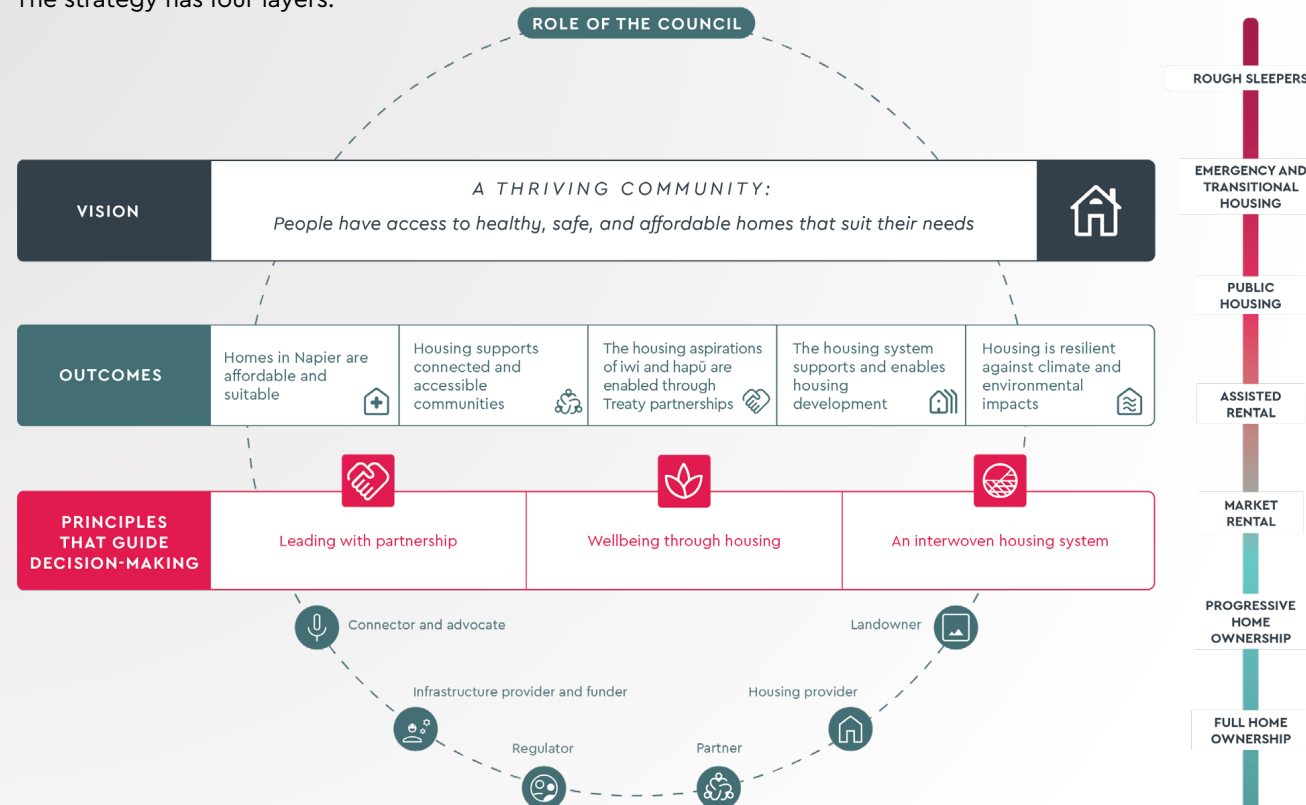 The strategy has four layers.
ROLE OF THE COUNCIL
VISION
A THRIVING COMMUNITY:
People have access to healthy, safe, and affordable homes that suit their needs
OUTCOMES
Homes in Napier are
affordable and
suitable
Housing supports
connected and
accessible
communities
The housing aspirations
of iwi and hapū are
enabled through
Treaty partnerships
The housing system
supports and enables
housing
development
Housing is resilient
against climate and
environmental
impacts
PRINCIPLES
THAT GUIDE
DECISION-MAKING
Leading with partnership
Wellbeing through housing
An interwoven housing system
Connector and advocate
Infrastructure provider and funder
Regulator
Partner
Housing provider
Landowner
ROUGH SLEEPERS
EMERGENCY AND
TRANSITIONAL
HOUSING
PUBLIC
HOUSING
ASSISTED
RENTAL
MARKET
RENTAL
PROGRESSIVE
HOME
OWNERSHIP
FULL HOME
OWNERSHIP